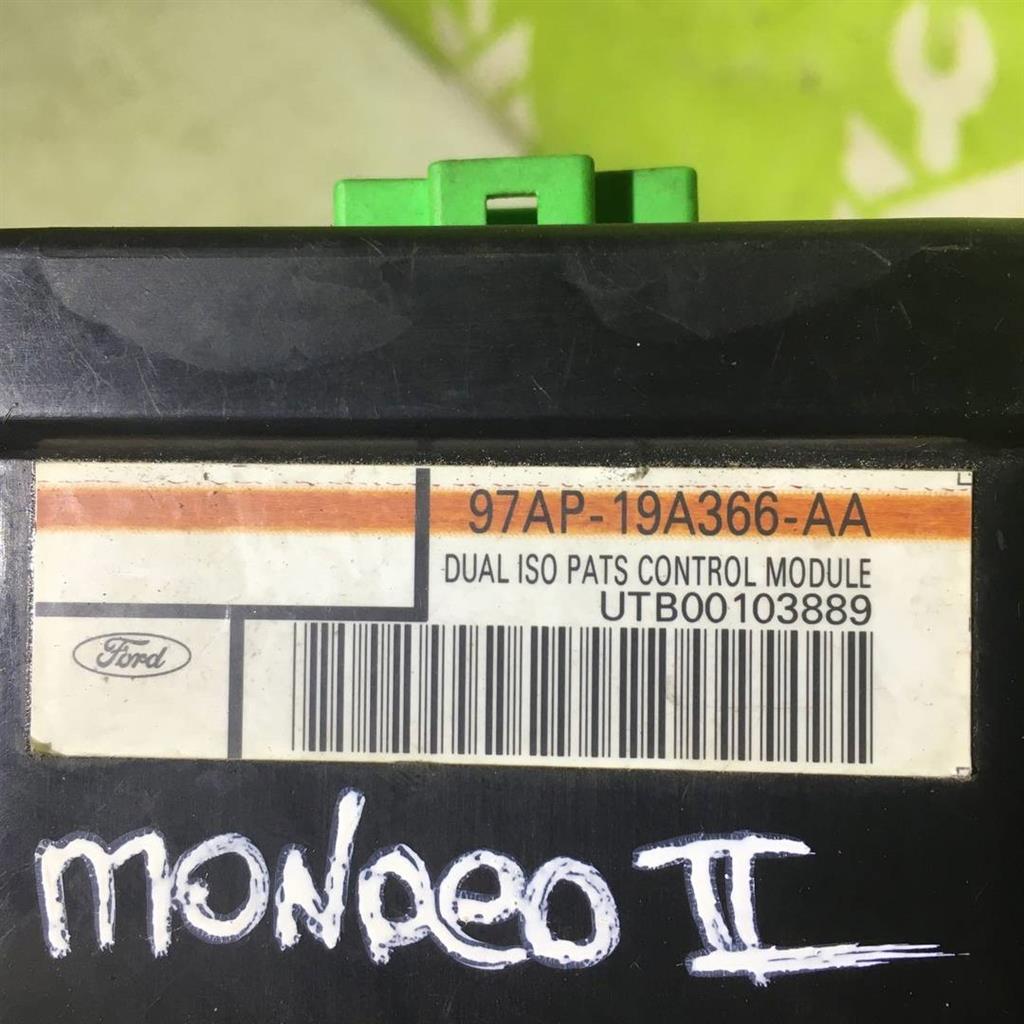 97AP-19A366-AA
DUAL ISO PATS CONTROL MODULE
UTB00103889
Ford
MONDEO II